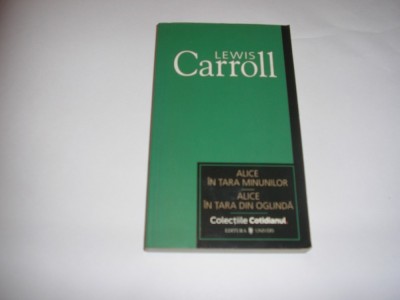 LEWIS
Carroll
ALICE
ÎN ȚARA MINUNILOR
ALICE
ÎN ȚARA DIN OGLINDĂ
Colecțiile Cotidianul
EDITURA UNIVERS